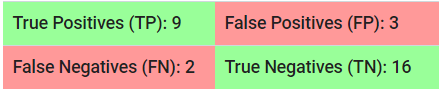 True Positives (TP): 9 False Positives (FP): 3
False Negatives (FN): 2 True Negatives (TN): 16